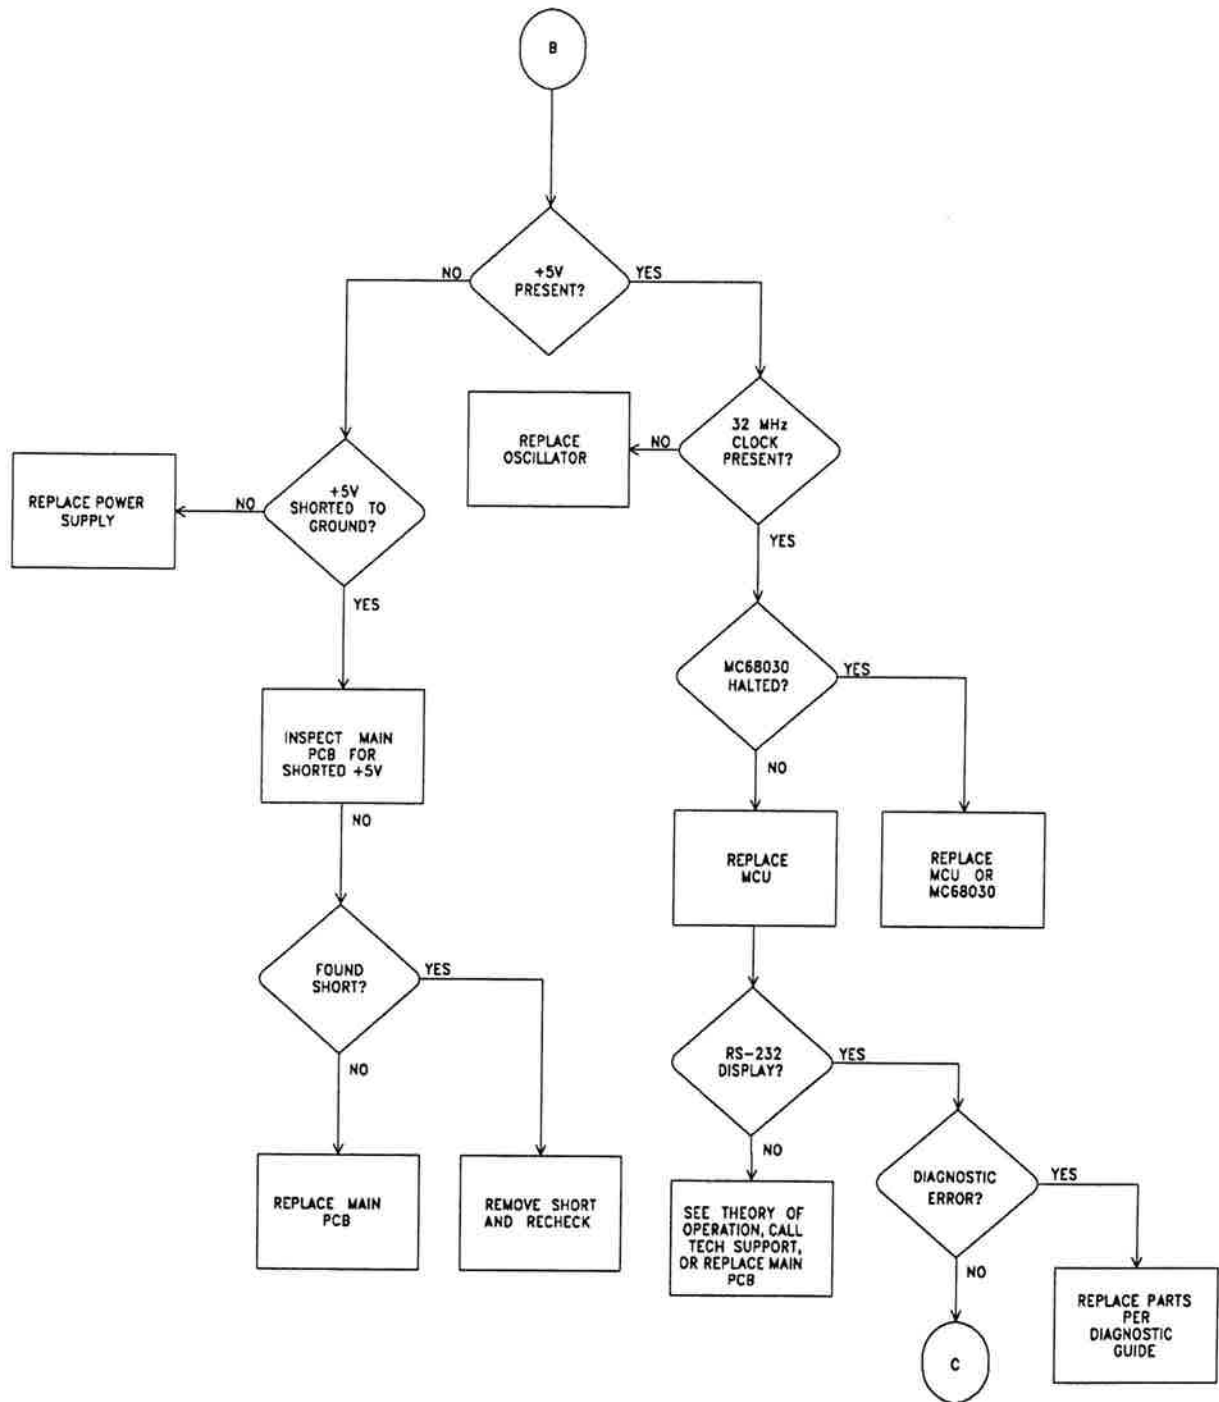 B
+5V
PRESENT?
NO
YES
32 MHz
CLOCK
PRESENT?
NO
REPLACE
OSCILLATOR
YES
+5V
SHORTED TO
GROUND?
NO
REPLACE POWER
SUPPLY
YES
MC68030
HALTED?
YES
NO
INSPECT MAIN
PCB FOR
SHORTED +5V
NO
REPLACE
MCU
REPLACE
MCU OR
MC68030
FOUND
SHORT?
YES
NO
RS-232
DISPLAY?
YES
NO
REPLACE MAIN
PCB
REMOVE SHORT
AND RECHECK
SEE THEORY OF
OPERATION, CALL
TECH SUPPORT,
OR REPLACE MAIN
PCB
DIAGNOSTIC
ERROR?
YES
NO
REPLACE PARTS
PER
DIAGNOSTIC
GUIDE
C